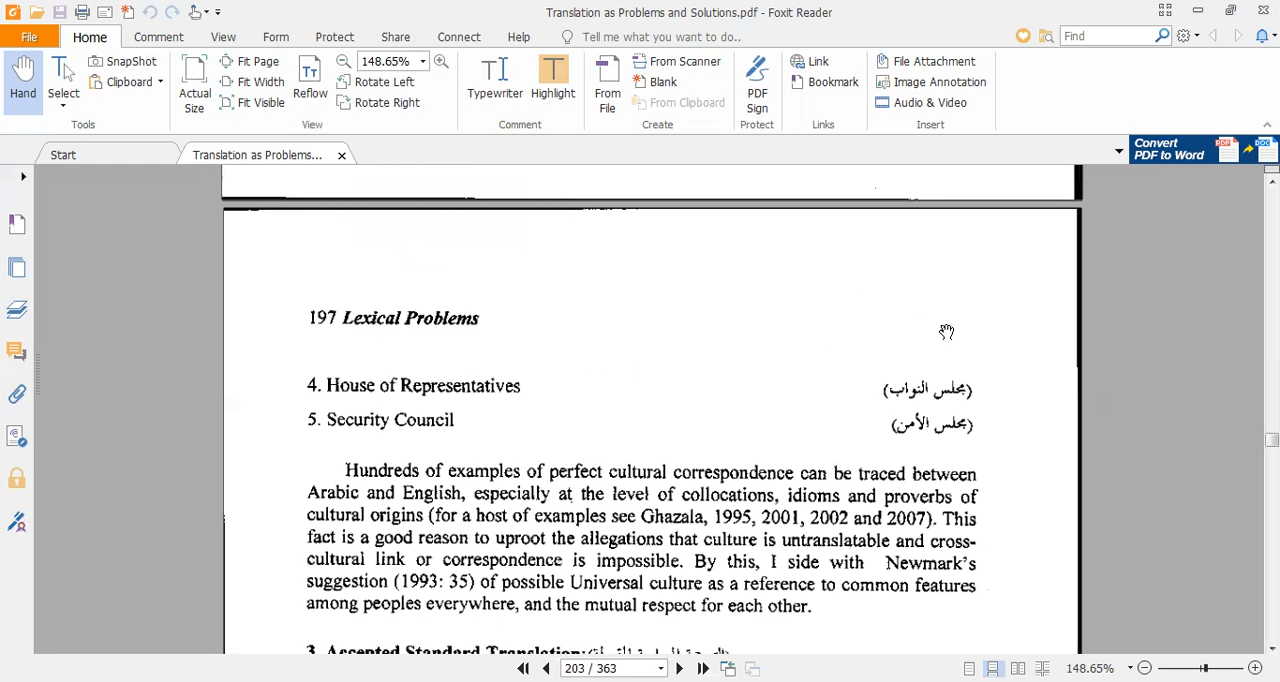 Translation as Problems and Solutions.pdf - Foxit Reader
File Home Comment View Form Protect Share Connect Help Tell me what you want to do.. Find
Hand Select SnapShot Clipboard Actual Size Fit Page Fit Width Fit Visible Reflow 148.65% Rotate Left Rotate Right Typewriter Highlight From File From Scanner Blank From Clipboard PDF Sign Link Bookmark File Attachment Image Annotation Audio & Video
Tools View Comment Create Protect Links Insert
Start Translation as Problems... Convert PDF to Word
197 Lexical Problems
4. House of Representatives (مجلس النواب)
5. Security Council (مجلس الأمن)
Hundreds of examples of perfect cultural correspondence can be traced between
Arabic and English, especially at the level of collocations, idioms and proverbs of
cultural origins (for a host of examples see Ghazala, 1995, 2001, 2002 and 2007). This
fact is a good reason to uproot the allegations that culture is untranslatable and cross-
cultural link or correspondence is impossible. By this, I side with Newmark's
suggestion (1993: 35) of possible Universal culture as a reference to common features
among peoples everywhere, and the mutual respect for each other.
3. Accepted Standard Translation:
203 / 363 148.65%